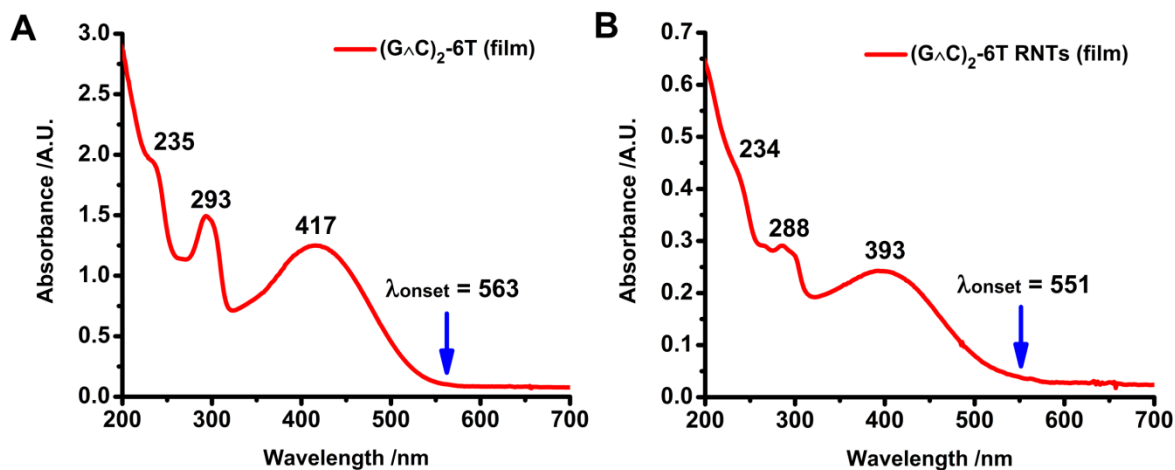 A
(G∧C)2-6T (film)
235
293
417
λonset = 563
3.0
2.5
2.0
1.5
1.0
0.5
0.0
Absorbance /A.U.
200 300 400 500 600 700
Wavelength /nm
B
(G∧C)2-6T RNTs (film)
234
288
393
λonset = 551
0.7
0.6
0.5
0.4
0.3
0.2
0.1
0.0
Absorbance /A.U.
200 300 400 500 600 700
Wavelength /nm